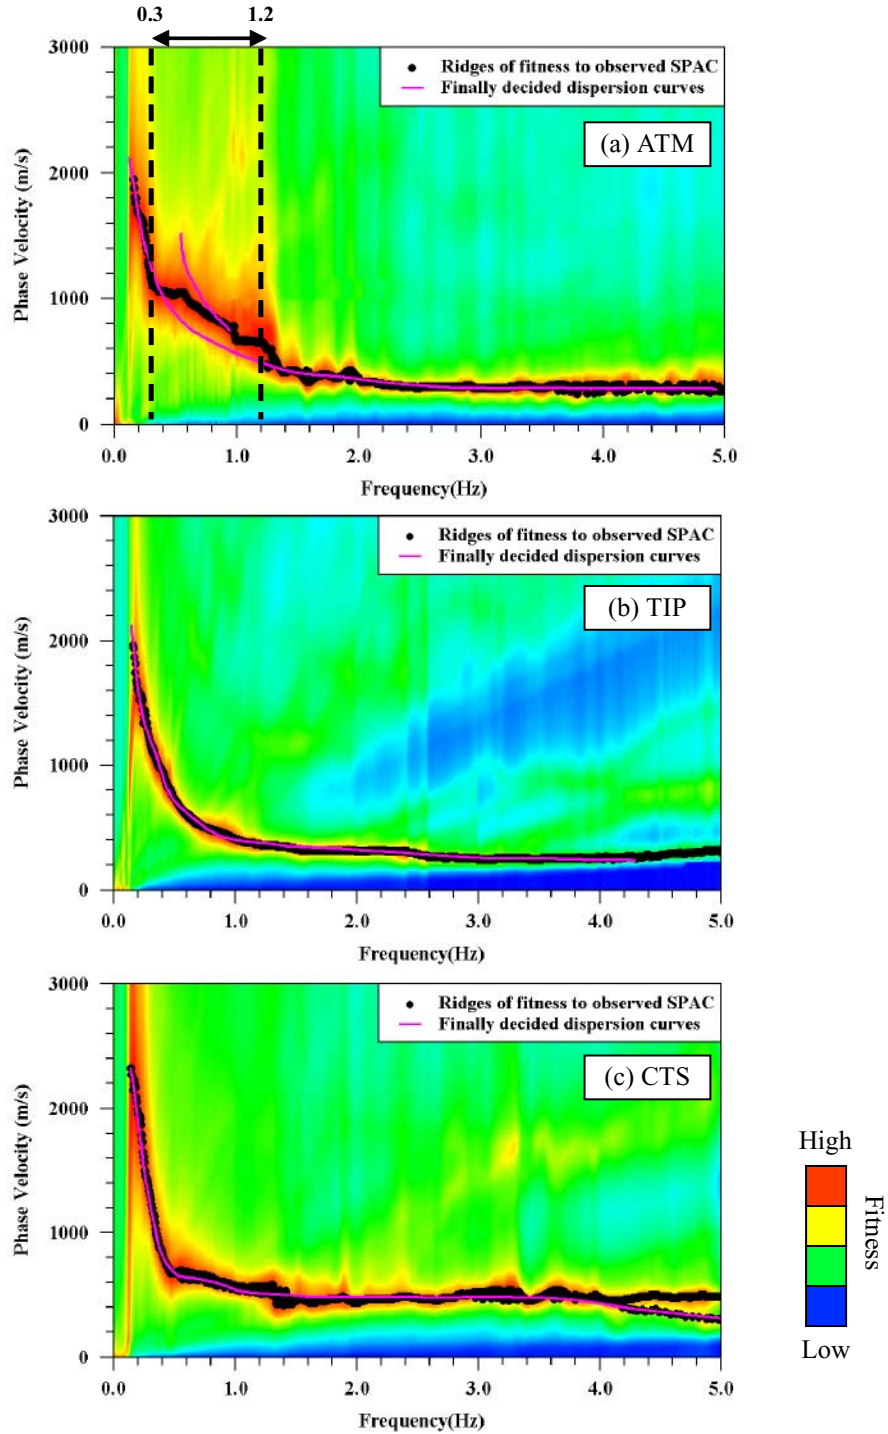 0.3 1.2
3000
Ridges of fitness to observed SPAC
Finally decided dispersion curves
(a) ATM
2000
1000
0
Phase Velocity (m/s)
0.0 1.0 2.0 3.0 4.0 5.0
Frequency(Hz)
3000
Ridges of fitness to observed SPAC
Finally decided dispersion curves
(b) TIP
2000
1000
0
Phase Velocity (m/s)
0.0 1.0 2.0 3.0 4.0 5.0
Frequency(Hz)
3000
Ridges of fitness to observed SPAC
Finally decided dispersion curves
(c) CTS
2000
1000
0
Phase Velocity (m/s)
0.0 1.0 2.0 3.0 4.0 5.0
Frequency(Hz)
High
Fitness
Low